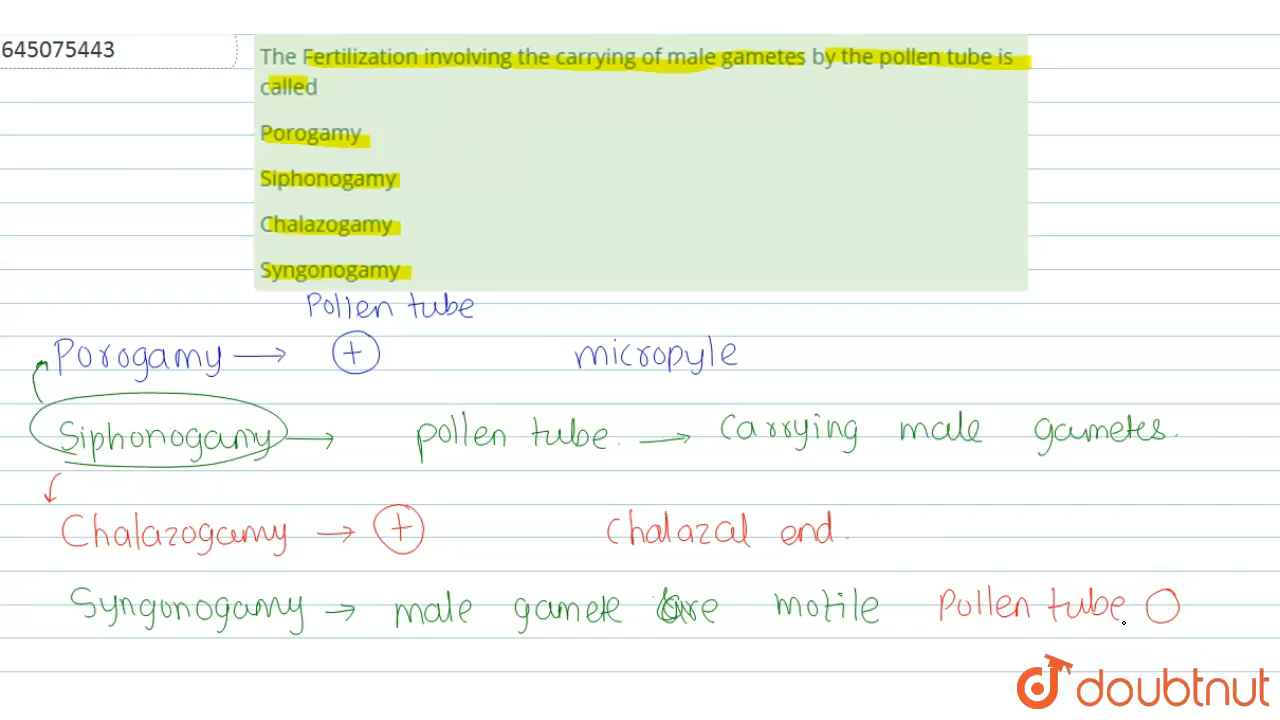 645075443
The Fertilization involving the carrying of male gametes by the pollen tube is
called
Porogamy
Siphonogamy
Chalazogamy
Syngonogamy
Pollen tube
Porogamy → + micropyle
Siphonogamy → pollen tube → carrying male gametes.
Chalazogamy → + Chalazal end.
Syngonogamy → male gamete are motile Pollen tube O
doubtnut